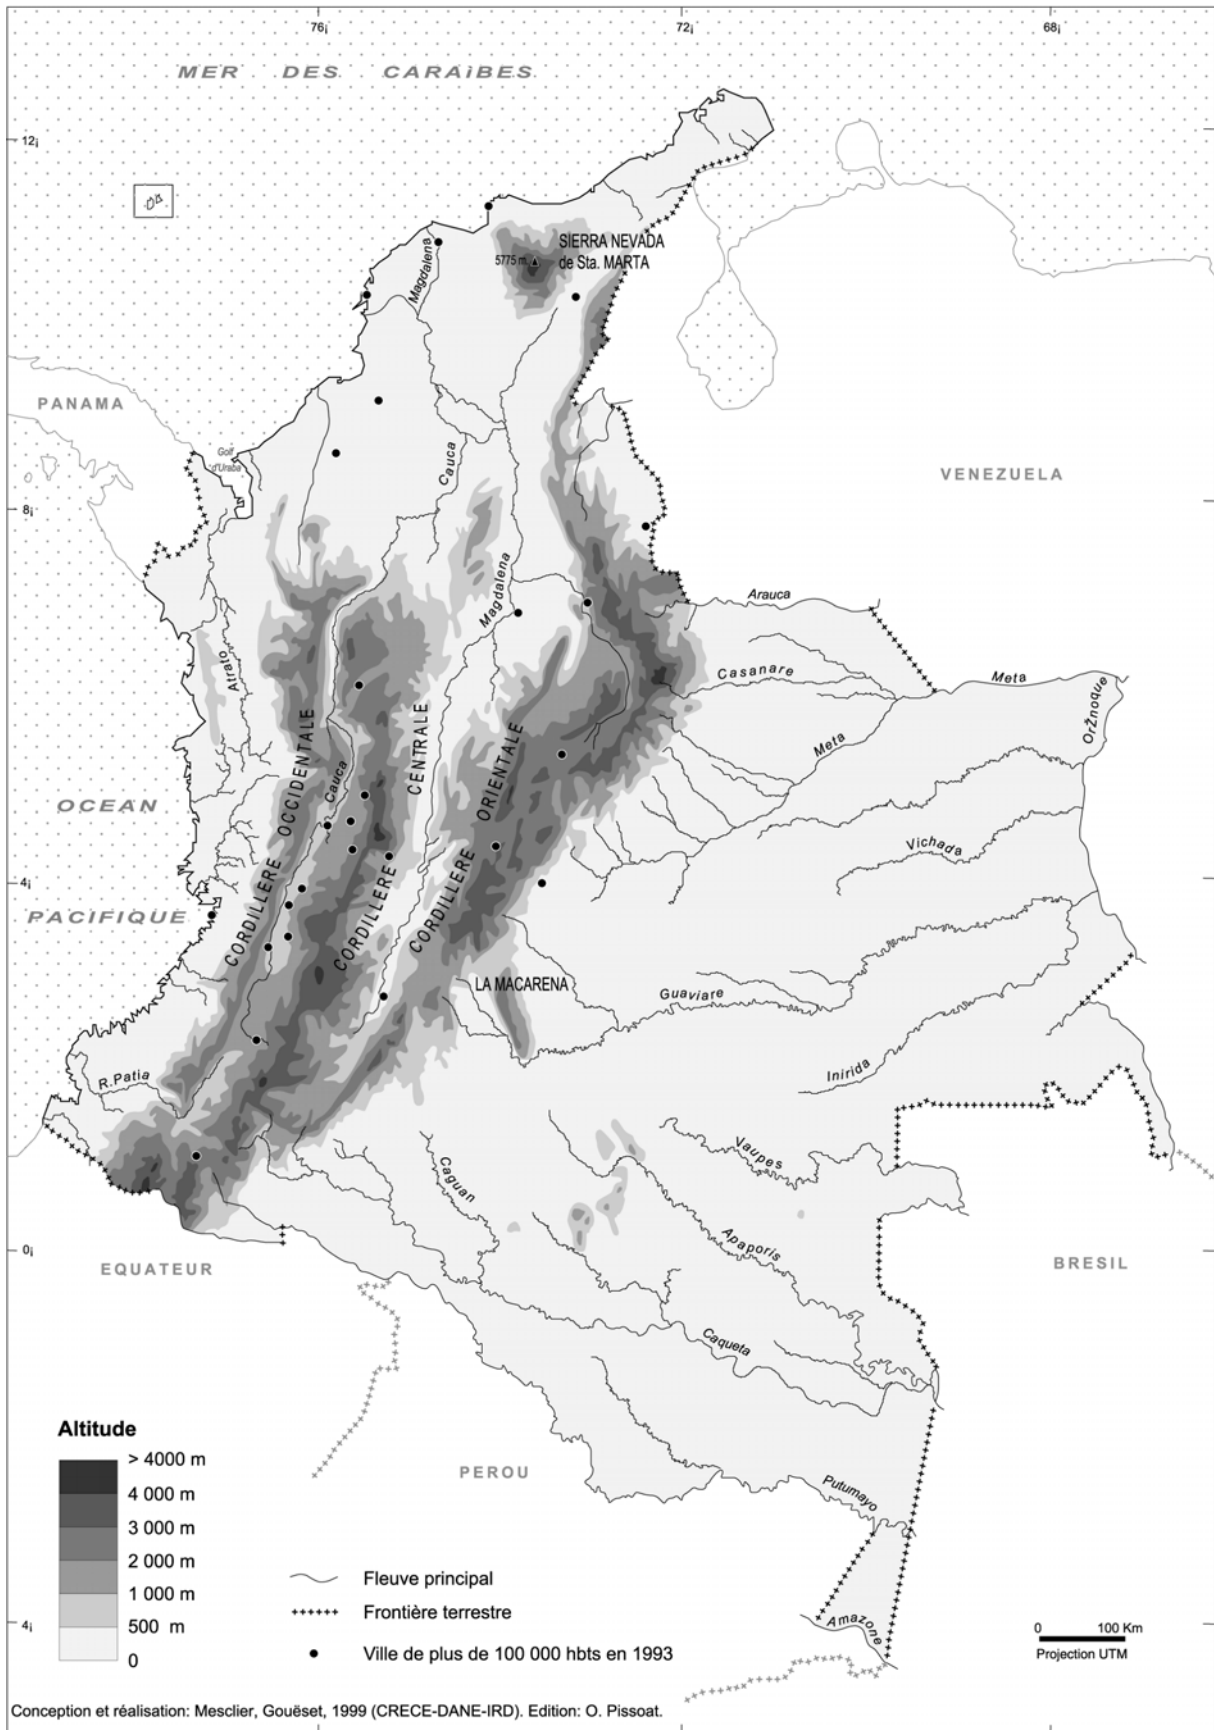 76¡ 72¡ 68¡
MER DES CARAïBES
12¡
Magdalena
SIERRA NEVADA
de Sta. MARTA
5775 m.
PANAMA
Golf
d'Uraba
Cauca
VENEZUELA
8¡
Magdalena
Arauca
Atrato
Casanare
Meta
OrŽnoque
CORDILLERE OCCIDENTALE
Cauca
CORDILLERE CENTRALE
CORDILLERE ORIENTALE
Meta
OCEAN
PACIFIQUE
Vichada
4¡
LA MACARENA
Guaviare
Inirida
R.Patia
Vaupes
Caguan
Apaporis
0¡
EQUATEUR
BRESIL
Caqueta
PEROU
Putumayo
Amazone
4¡
Altitude
> 4000 m
4 000 m
3 000 m
2 000 m
1 000 m
500 m
0
Fleuve principal
Frontière terrestre
Ville de plus de 100 000 hbts en 1993
0 100 Km
Projection UTM
Conception et réalisation: Mesclier, Gouëset, 1999 (CRECE-DANE-IRD). Edition: O. Pissoat.